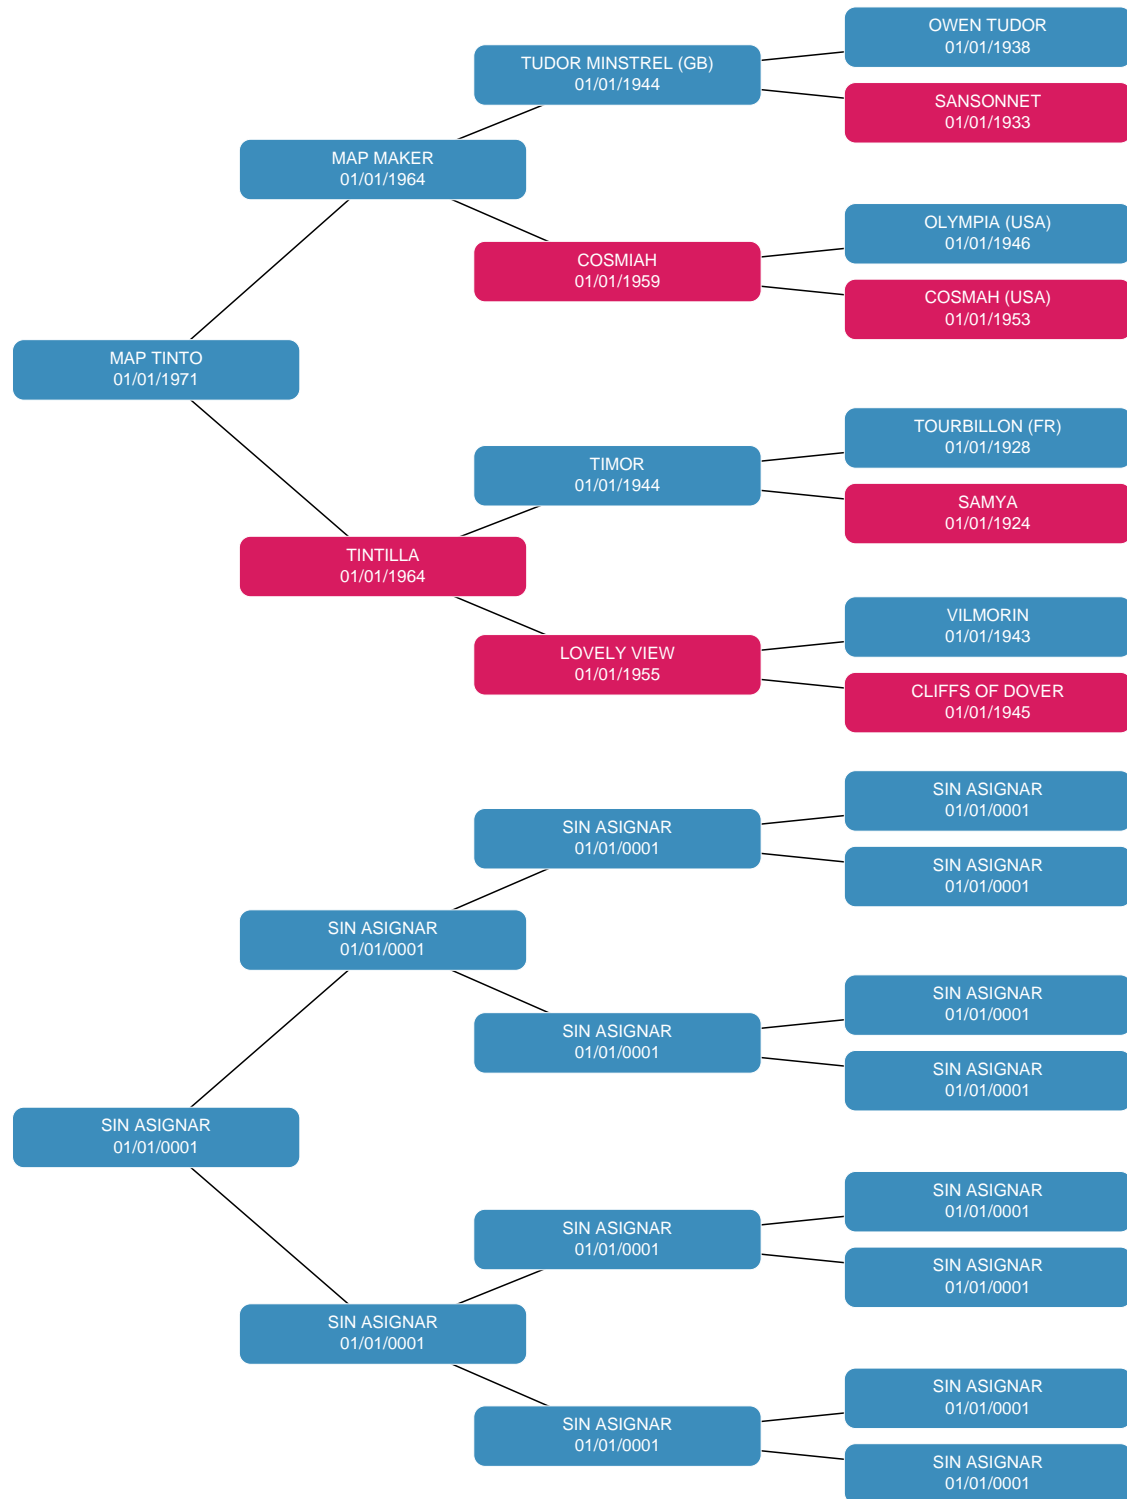 OWEN TUDOR
01/01/1938
TUDOR MINSTREL (GB)
01/01/1944
SANSONNET
01/01/1933
MAP MAKER
01/01/1964
OLYMPIA (USA)
01/01/1946
COSMIAH
01/01/1959
COSMAH (USA)
01/01/1953
MAP TINTO
01/01/1971
TOURBILLON (FR)
01/01/1928
TIMOR
01/01/1944
SAMYA
01/01/1924
TINTILLA
01/01/1964
VILMORIN
01/01/1943
LOVELY VIEW
01/01/1955
CLIFFS OF DOVER
01/01/1945
SIN ASIGNAR
01/01/0001
SIN ASIGNAR
01/01/0001
SIN ASIGNAR
01/01/0001
SIN ASIGNAR
01/01/0001
SIN ASIGNAR
01/01/0001
SIN ASIGNAR
01/01/0001
SIN ASIGNAR
01/01/0001
SIN ASIGNAR
01/01/0001
SIN ASIGNAR
01/01/0001
SIN ASIGNAR
01/01/0001
SIN ASIGNAR
01/01/0001
SIN ASIGNAR
01/01/0001
SIN ASIGNAR
01/01/0001
SIN ASIGNAR
01/01/0001
SIN ASIGNAR
01/01/0001